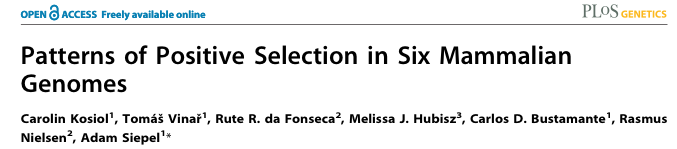 OPEN ACCESS Freely available online
PLoS GENETICS
Patterns of Positive Selection in Six Mammalian
Genomes
Carolin Kosiol1, Tomáš Vinař1, Rute R. da Fonseca2, Melissa J. Hubisz3, Carlos D. Bustamante1, Rasmus
Nielsen2, Adam Siepel1*